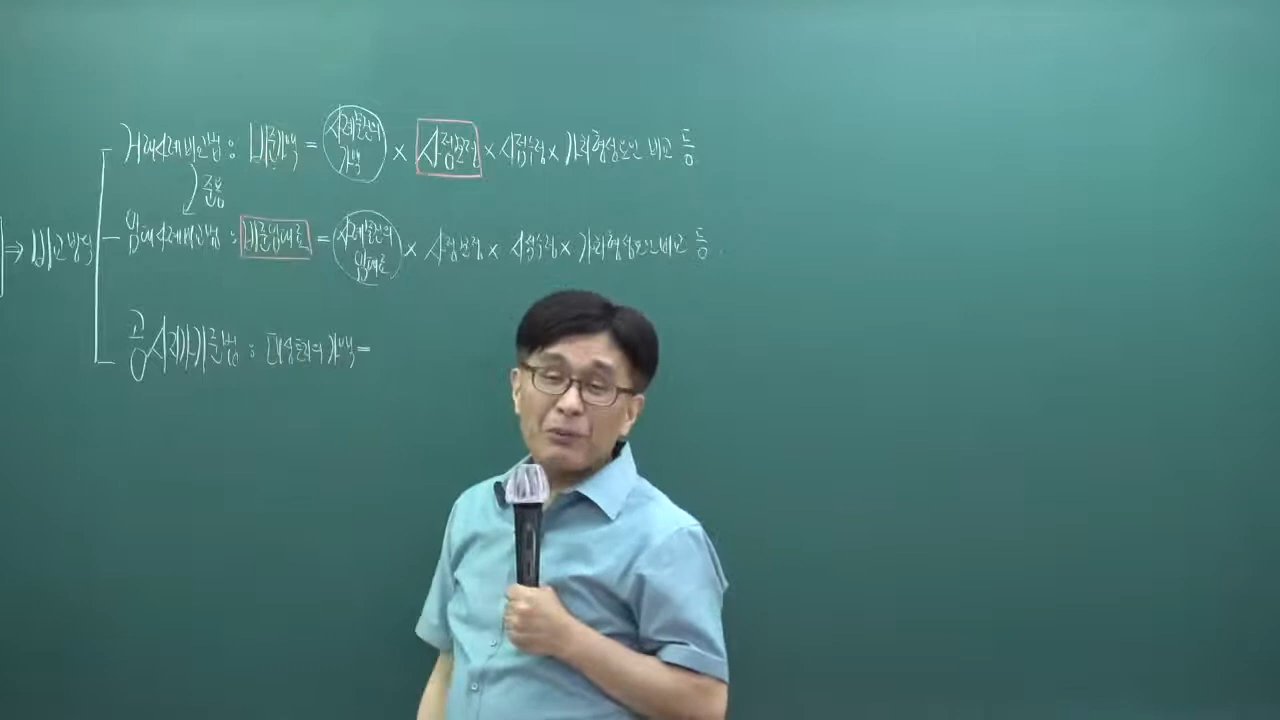 거래사례비교법 : 비준가액 = 사례물건의 가액 × 사정보정 × 시점수정 × 가치형성요인 비교 등
준용
⇒ 비교방식
임대사례비교법 : 비준임대료 = 사례물건의 임대료 × 사정보정 × 시점수정 × 가치형성요인 비교 등
공시지가기준법 : 대상토지의 가액 =